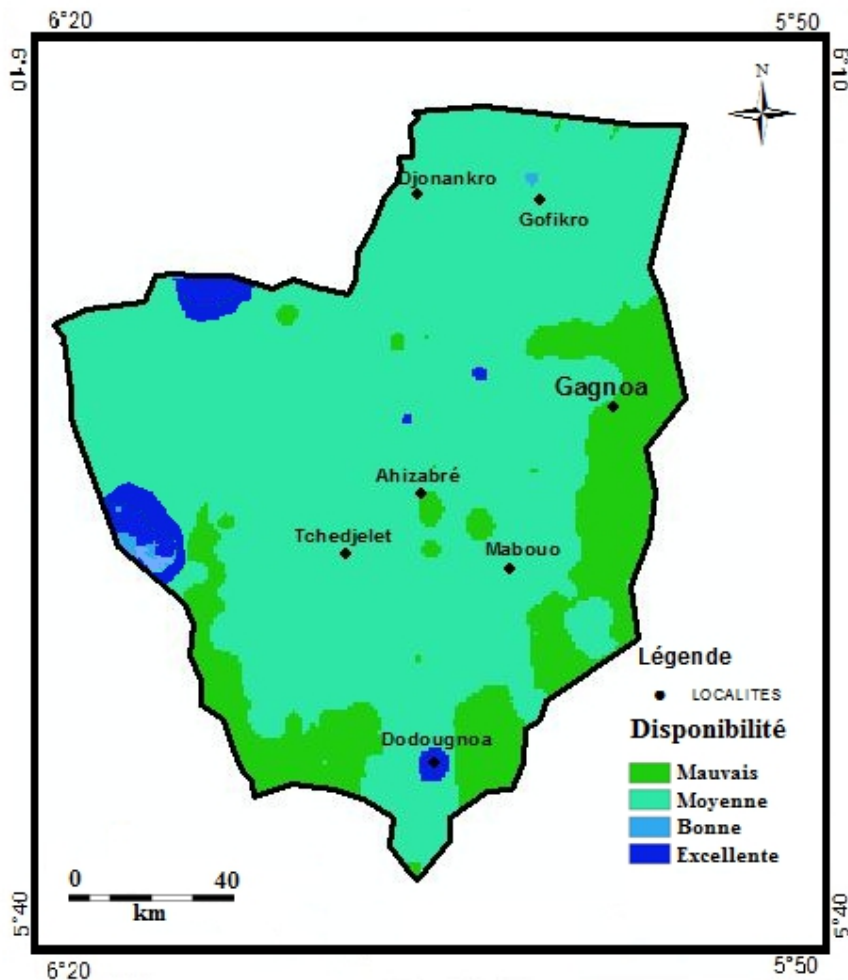 6°20 5°50
6°10 6°10
N
Djonankro
Gofikro
Gagnoa
Ahizabré
Tchedjelet
Mabouo
Dodougnoa
Légende
LOCALITES
Disponibilité
Mauvais
Moyenne
Bonne
Excellente
0 40
km
5°40 5°40
6°20 5°50